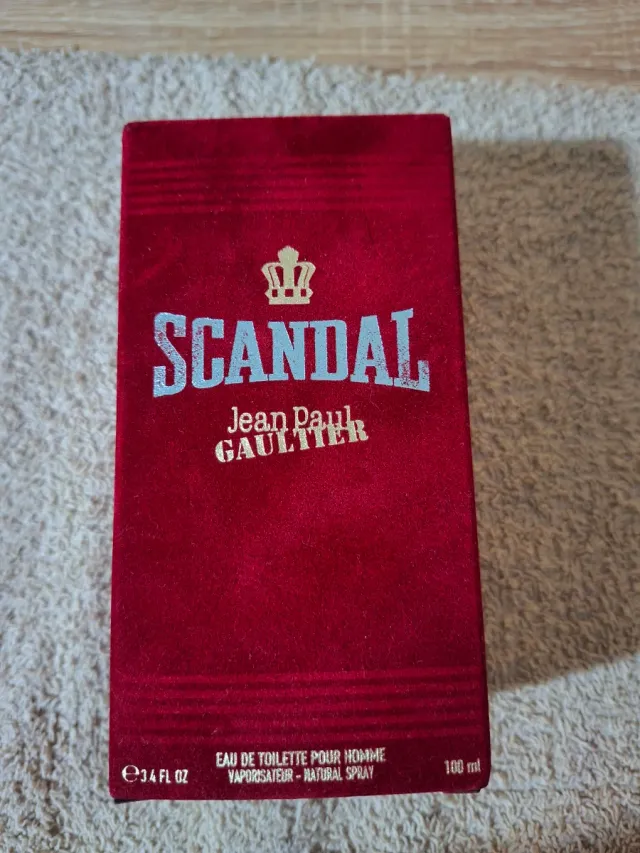 SCANDAL
Jean Paul
GAULTIER
EAU DE TOILETTE POUR HOMME
℮3.4 FL OZ VAPORISATEUR - NATURAL SPRAY 100 ml